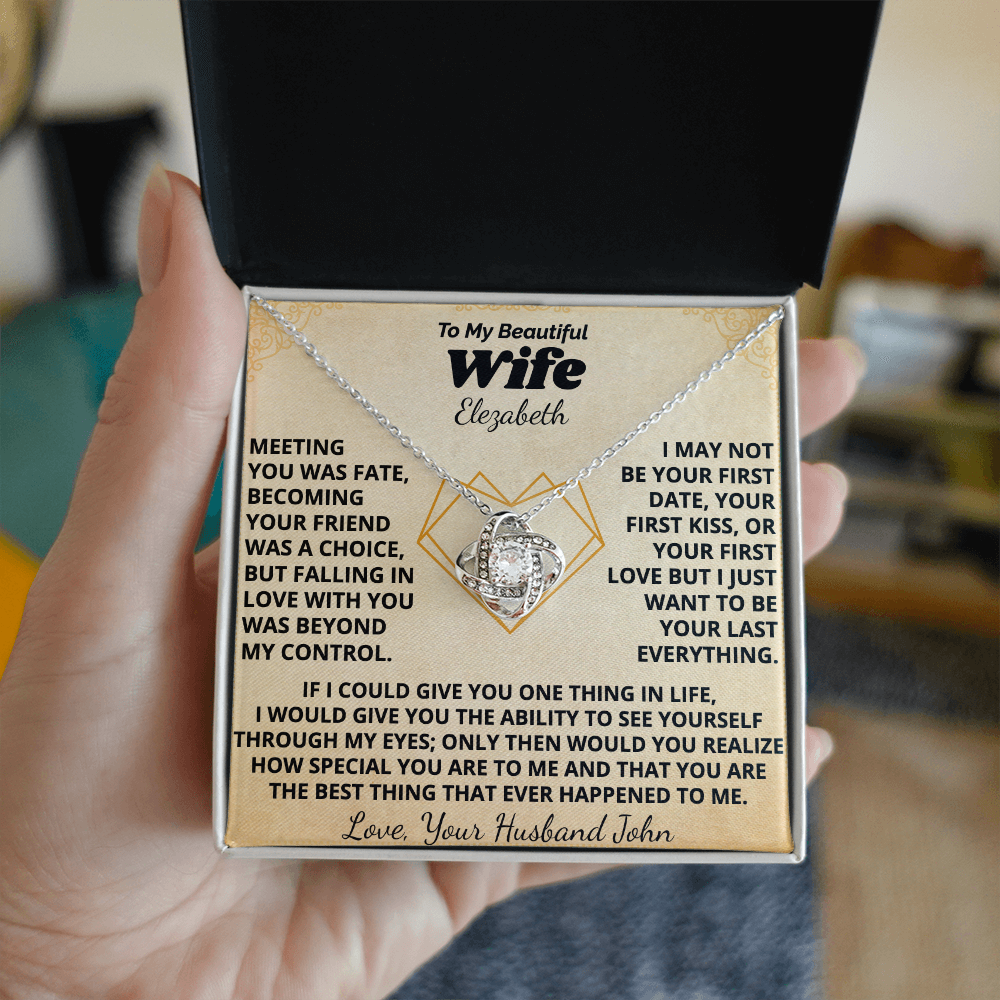 To My Beautiful
Wife
Elezabeth
MEETING
YOU WAS FATE,
BECOMING
YOUR FRIEND
WAS A CHOICE,
BUT FALLING IN
LOVE WITH YOU
WAS BEYOND
MY CONTROL.
I MAY NOT
BE YOUR FIRST
DATE, YOUR
FIRST KISS, OR
YOUR FIRST
LOVE BUT I JUST
WANT TO BE
YOUR LAST
EVERYTHING.
IF I COULD GIVE YOU ONE THING IN LIFE,
I WOULD GIVE YOU THE ABILITY TO SEE YOURSELF
THROUGH MY EYES; ONLY THEN WOULD YOU REALIZE
HOW SPECIAL YOU ARE TO ME AND THAT YOU ARE
THE BEST THING THAT EVER HAPPENED TO ME.
Love, Your Husband John